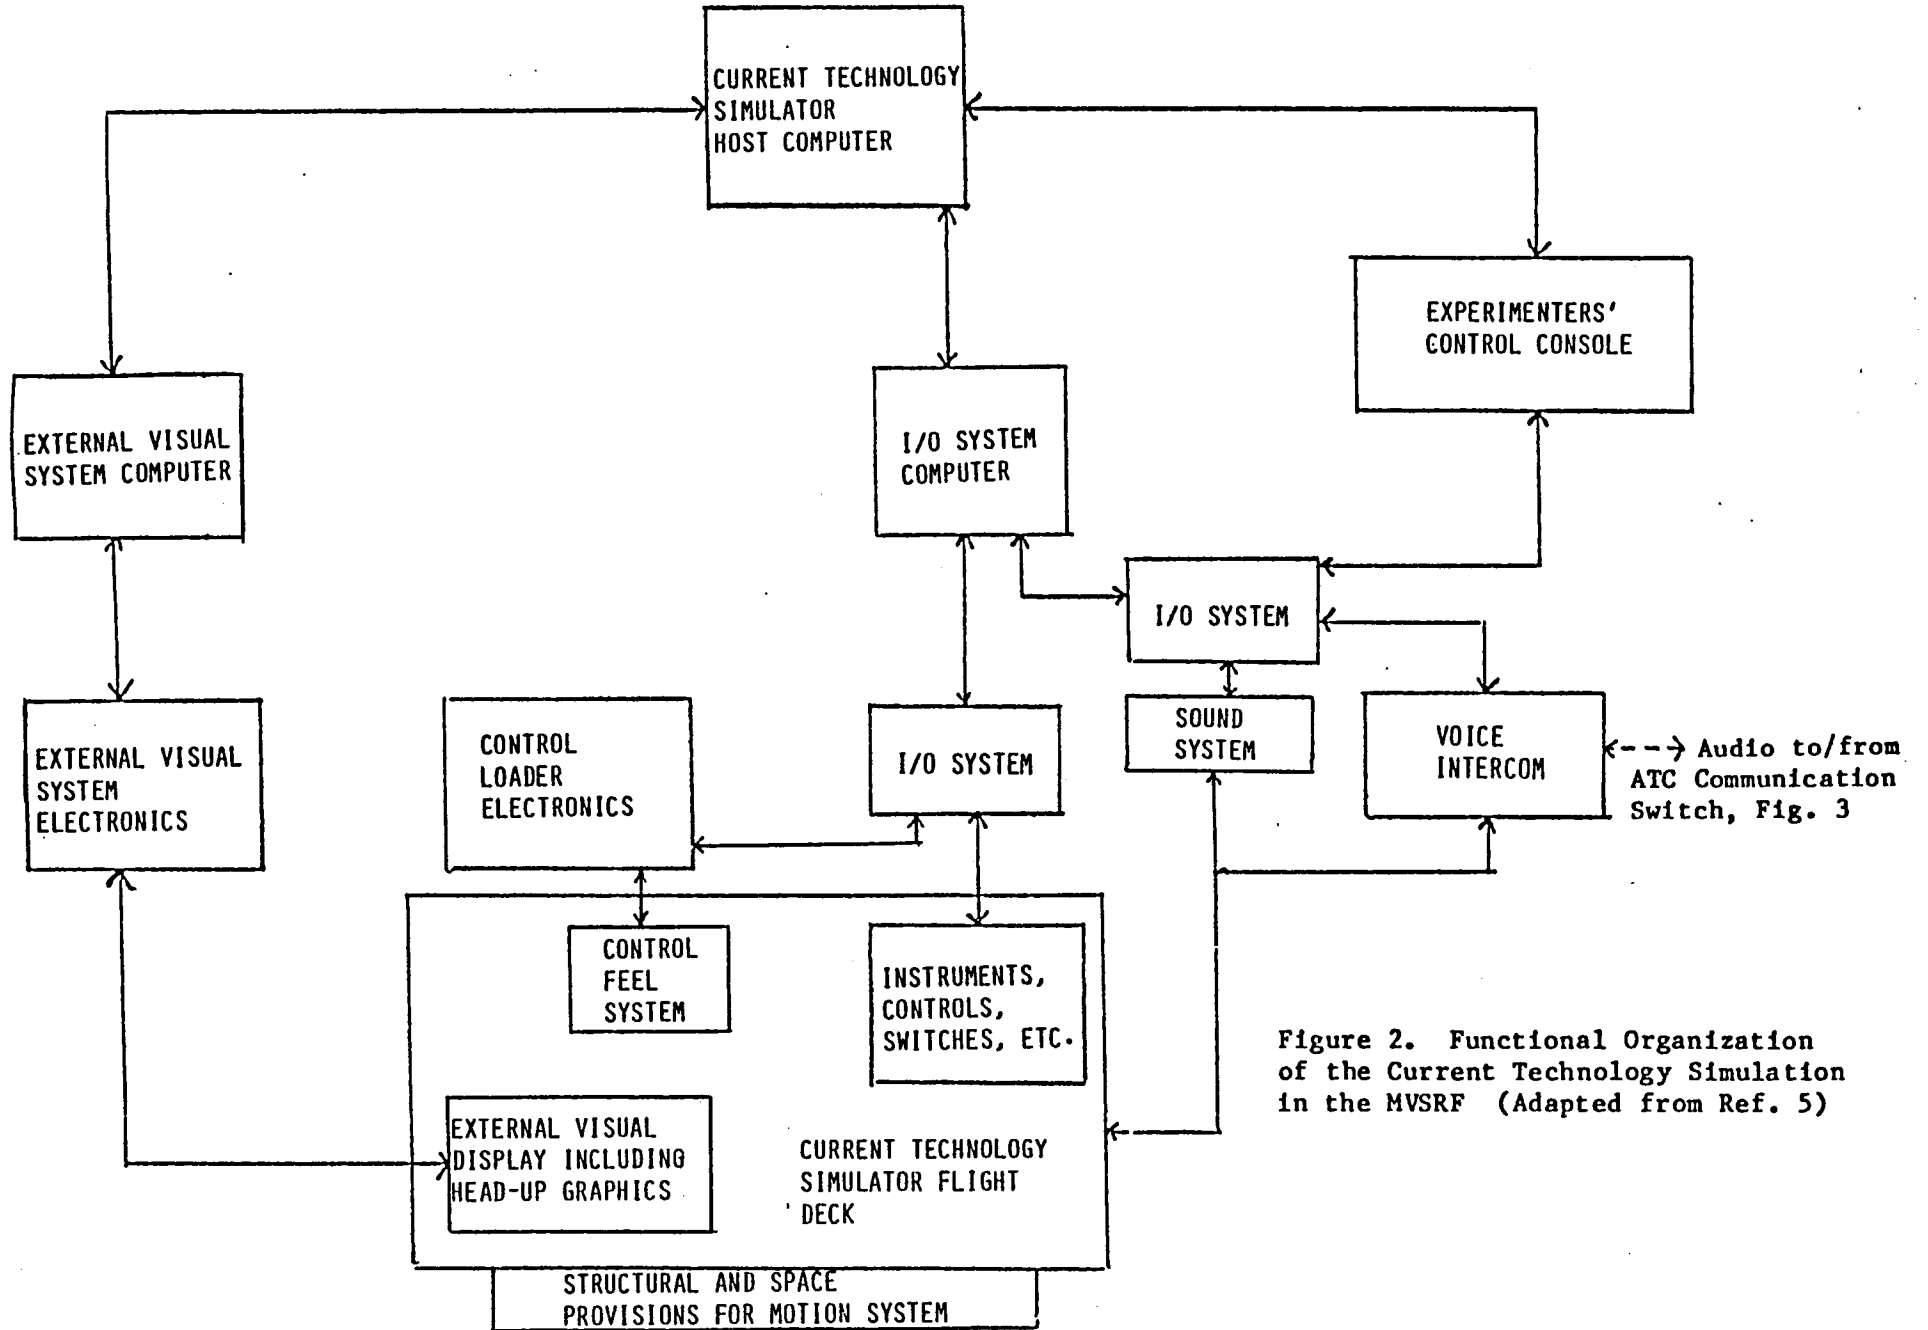 CURRENT TECHNOLOGY
SIMULATOR
HOST COMPUTER
EXPERIMENTERS'
CONTROL CONSOLE
EXTERNAL VISUAL
SYSTEM COMPUTER
I/O SYSTEM
COMPUTER
I/O SYSTEM
EXTERNAL VISUAL
SYSTEM
ELECTRONICS
CONTROL
LOADER
ELECTRONICS
I/O SYSTEM
SOUND
SYSTEM
VOICE
INTERCOM
Audio to/from
ATC Communication
Switch, Fig. 3
CONTROL
FEEL
SYSTEM
INSTRUMENTS,
CONTROLS,
SWITCHES, ETC.
EXTERNAL VISUAL
DISPLAY INCLUDING
HEAD-UP GRAPHICS
CURRENT TECHNOLOGY
SIMULATOR FLIGHT
DECK
STRUCTURAL AND SPACE
PROVISIONS FOR MOTION SYSTEM
Figure 2. Functional Organization
of the Current Technology Simulation
in the MVSRF (Adapted from Ref. 5)